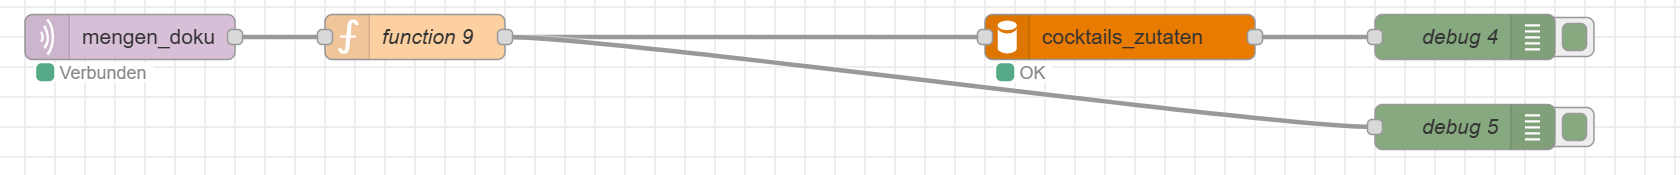 mengen_doku
function 9
cocktails_zutaten
debug 4
Verbunden
OK
debug 5